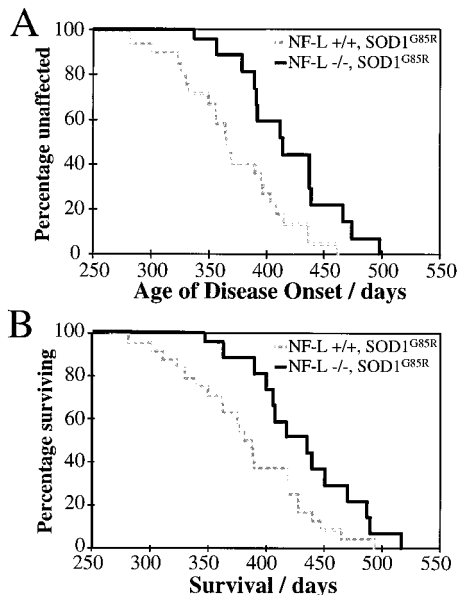 A
Percentage unaffected
100
80
60
40
20
0
NF-L +/+, SOD1G85R
NF-L -/-, SOD1G85R
250 300 350 400 450 500 550
Age of Disease Onset / days
B
Percentage surviving
100
80
60
40
20
0
NF-L +/+, SOD1G85R
NF-L -/-, SOD1G85R
250 300 350 400 450 500 550
Survival / days